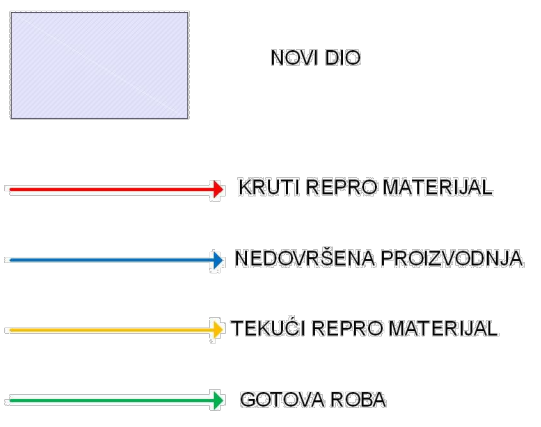 NOVI DIO
KRUTI REPRO MATERIJAL
NEDOVRŠENA PROIZVODNJA
TEKUĆI REPRO MATERIJAL
GOTOVA ROBA